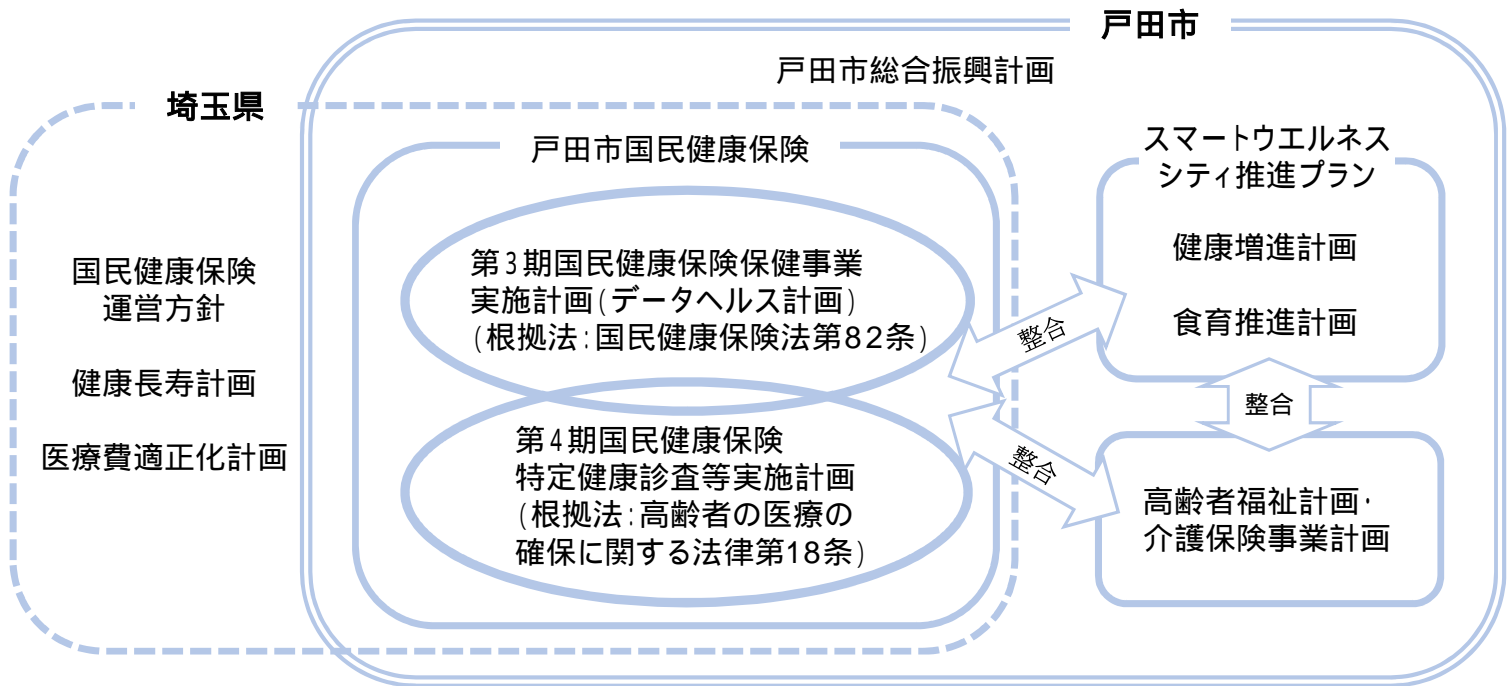 戸田市
戸田市総合振興計画
埼玉県
国民健康保険
運営方針
健康長寿計画
医療費適正化計画
戸田市国民健康保険
第3期国民健康保険保健事業
実施計画(データヘルス計画)
(根拠法:国民健康保険法第82条)
第4期国民健康保険
特定健康診査等実施計画
(根拠法:高齢者の医療の
確保に関する法律第18条)
整合
整合
スマートウエルネス
シティ推進プラン
健康増進計画
食育推進計画
整合
高齢者福祉計画・
介護保険事業計画